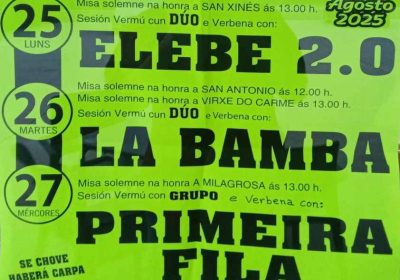 Agosto
2025
25
LUNS
Misa solemne na honra a SAN XINÉS ás 13.00 h.
Sesión Vermú cun DÚO e Verbena con:
ELEBE 2.0
26
MARTES
Misa solemne na honra a SAN ANTONIO ás 12.00 h.
Misa solemne na honra a VIRXE DO CARME ás 13.00 h.
Sesión Vermú cun DÚO e Verbena con:
LA BAMBA
27
MÉRCORES
Misa solemne na honra A MILAGROSA ás 13.00 h.
Sesión Vermú con GRUPO e Verbena con:
PRIMEIRA
FILA
SE CHOVE
HABERÁ CARPA